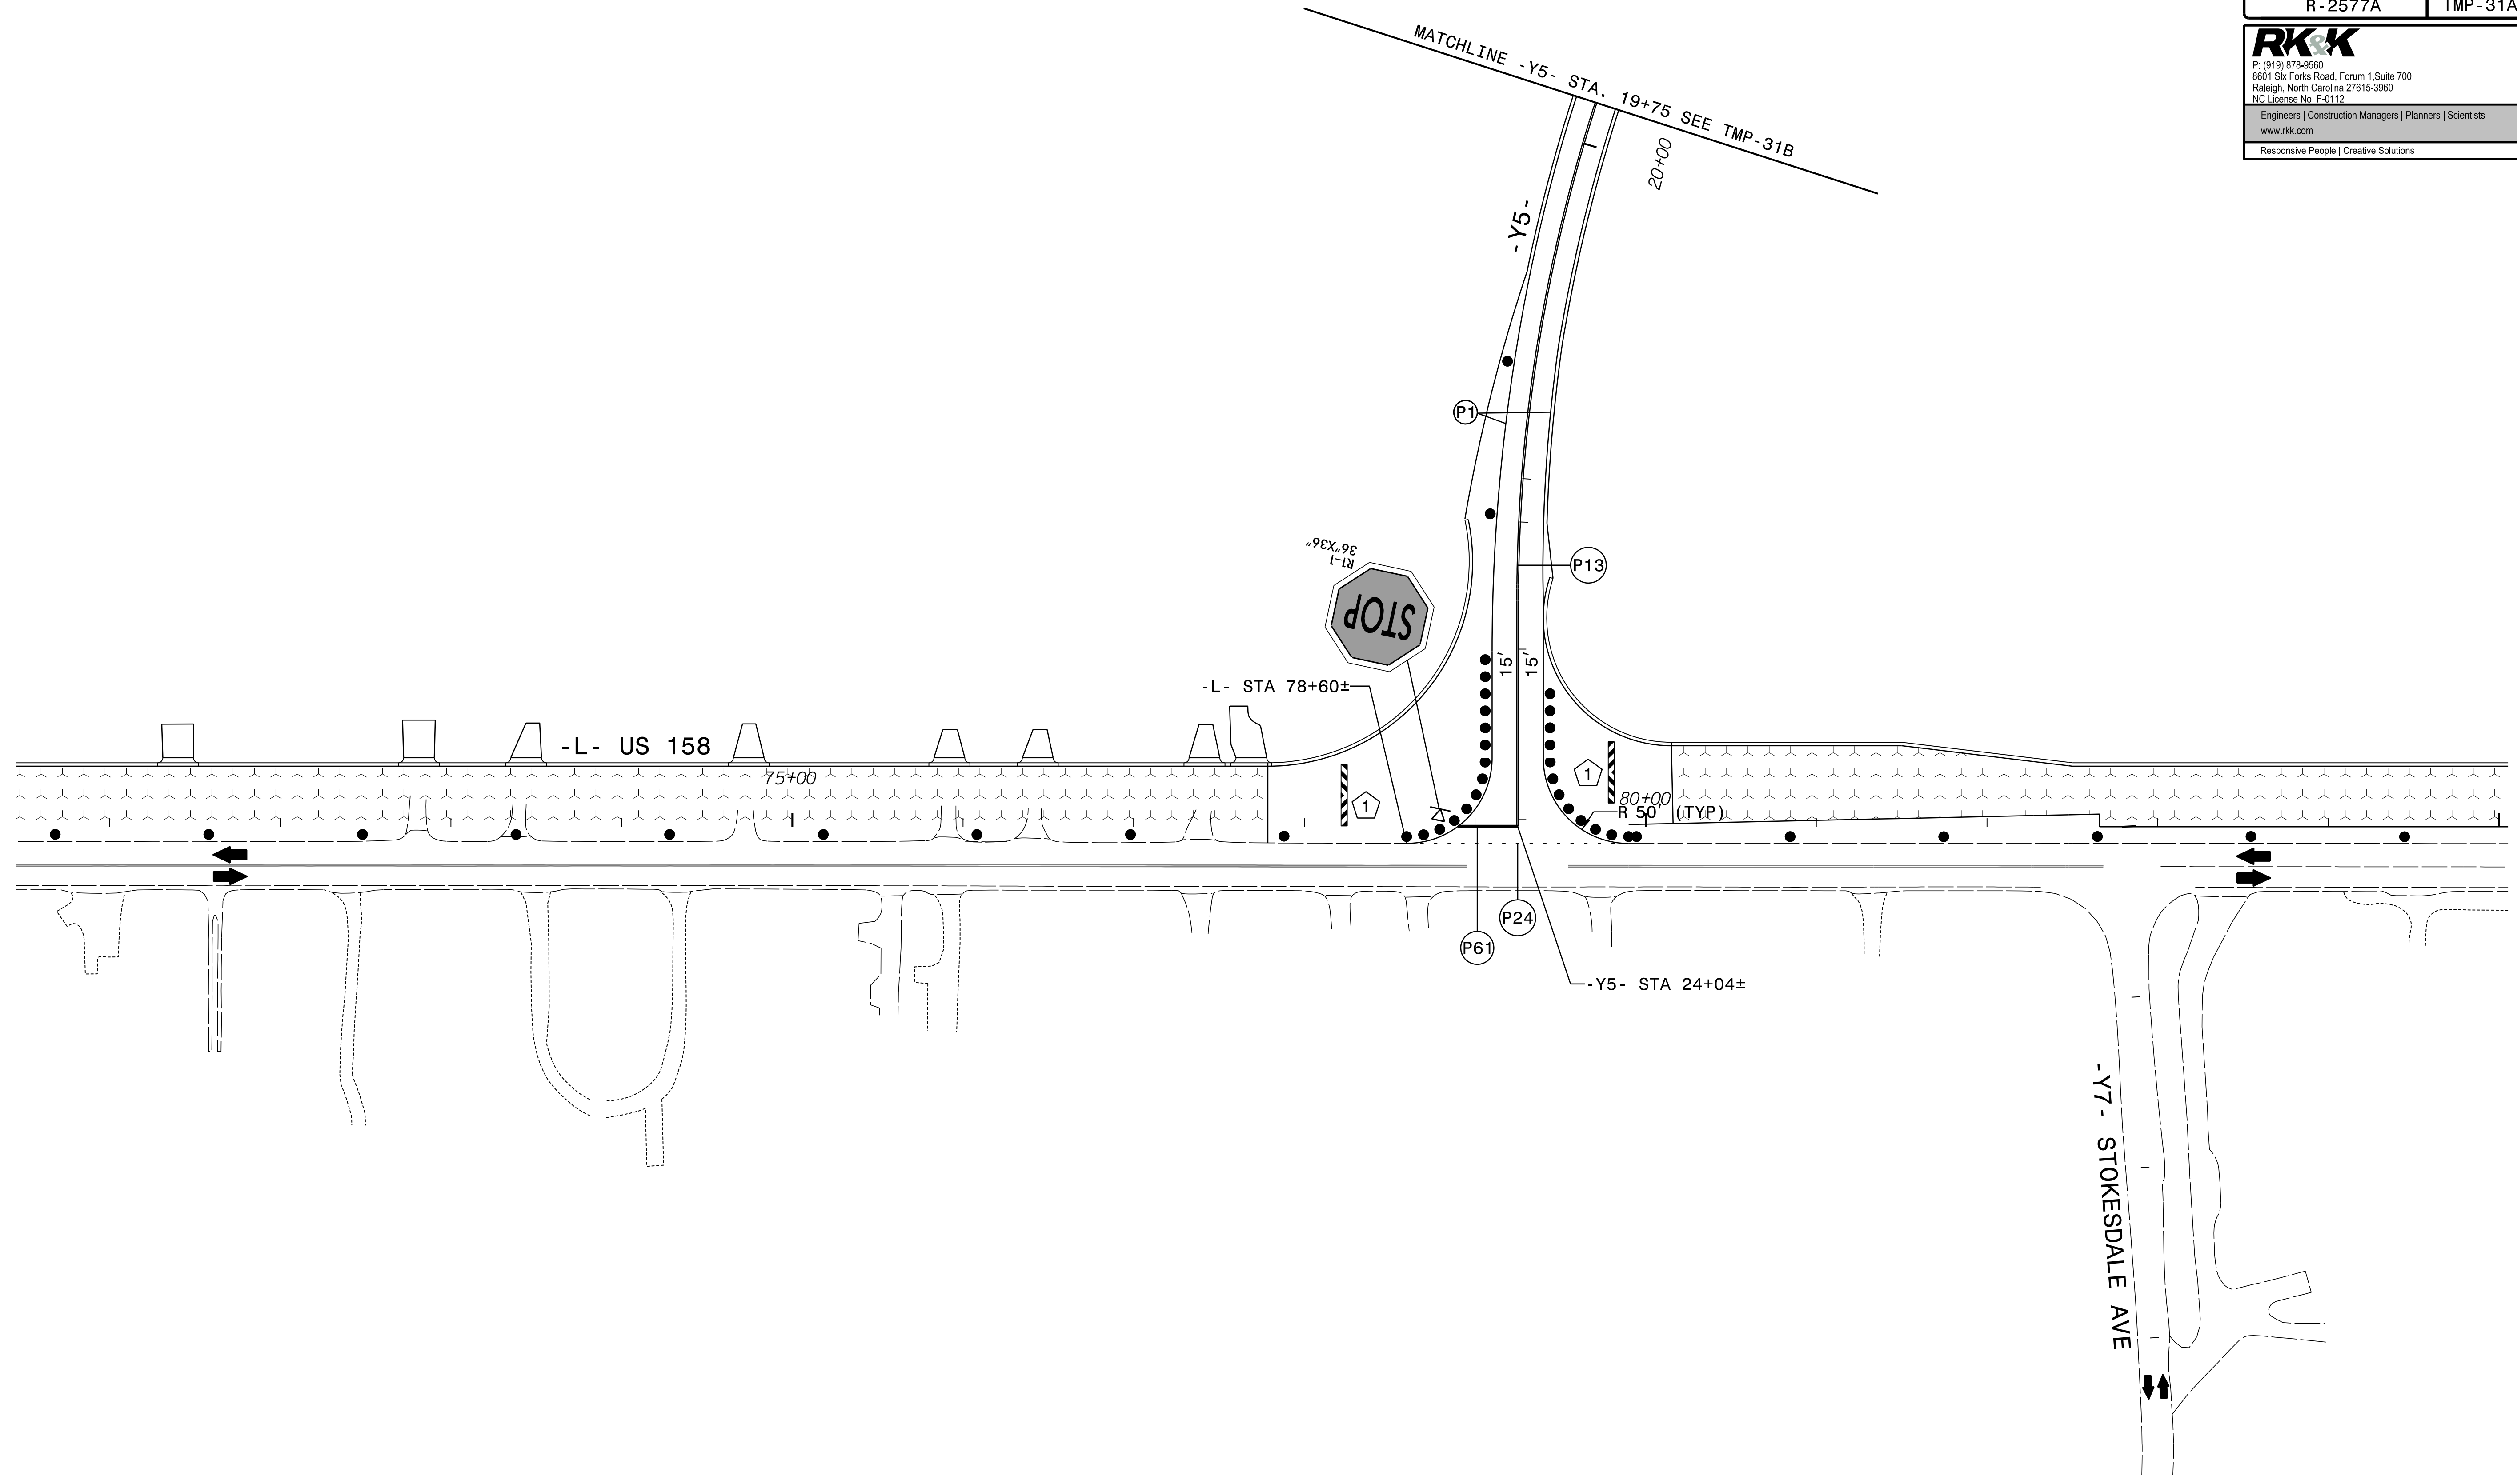 R-2577A
TMP-31A
RK&K
P: (919) 878-9560
8601 Six Forks Road, Forum 1,Suite 700
Raleigh, North Carolina 27615-3960
NC License No. F-0112
Engineers | Construction Managers | Planners | Scientists
www.rkk.com
Responsive People | Creative Solutions
MATCHLINE -Y5- STA. 19+75 SEE TMP-31B
20+00
-Y5-
P1
R1-1
36"X36"
STOP
P13
15'
15'
-L- STA 78+60±
-L- US 158
75+00
1
1
80+00
R 50' (TYP)
P24
P61
-Y5- STA 24+04±
-Y7- STOKESDALE AVE